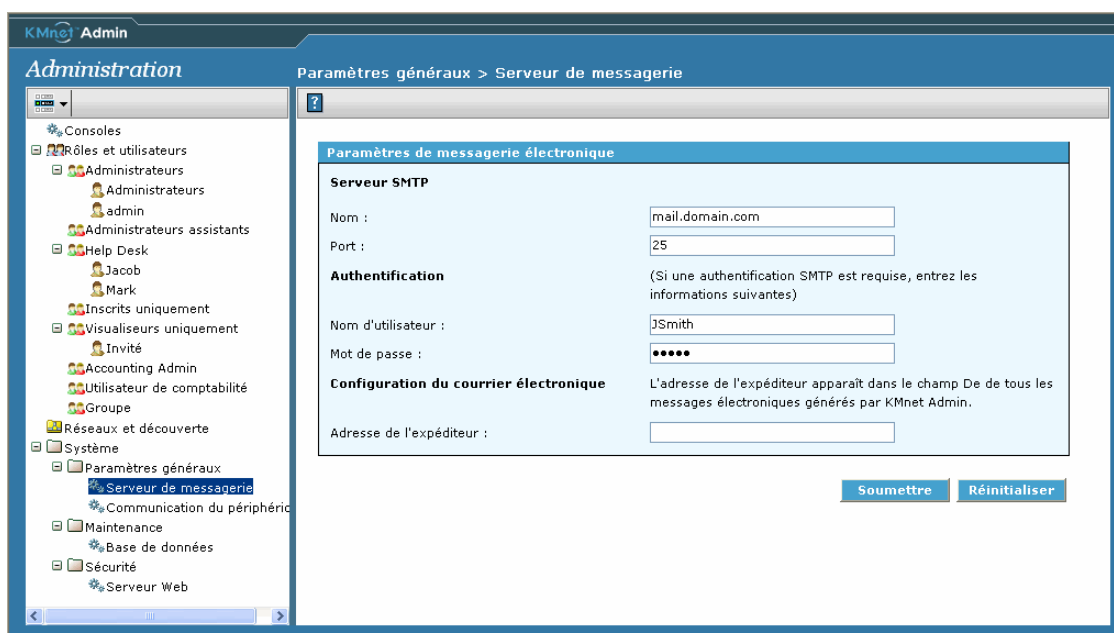 KMnet Admin
Administration
Paramètres généraux > Serveur de messagerie
?
Consoles
Rôles et utilisateurs
Administrateurs
Administrateurs
admin
Administrateurs assistants
Help Desk
Jacob
Mark
Inscrits uniquement
Visualiseurs uniquement
Invité
Accounting Admin
Utilisateur de comptabilité
Groupe
Réseaux et découverte
Système
Paramètres généraux
Serveur de messagerie
Communication du périphéric
Maintenance
Base de données
Sécurité
Serveur Web
Paramètres de messagerie électronique
Serveur SMTP
Nom : mail.domain.com
Port : 25
Authentification (Si une authentification SMTP est requise, entrez les
informations suivantes)
Nom d'utilisateur : JSmith
Mot de passe : •••••
Configuration du courrier électronique L'adresse de l'expéditeur apparaît dans le champ De de tous les
messages électroniques générés par KMnet Admin.
Adresse de l'expéditeur :
Soumettre Réinitialiser